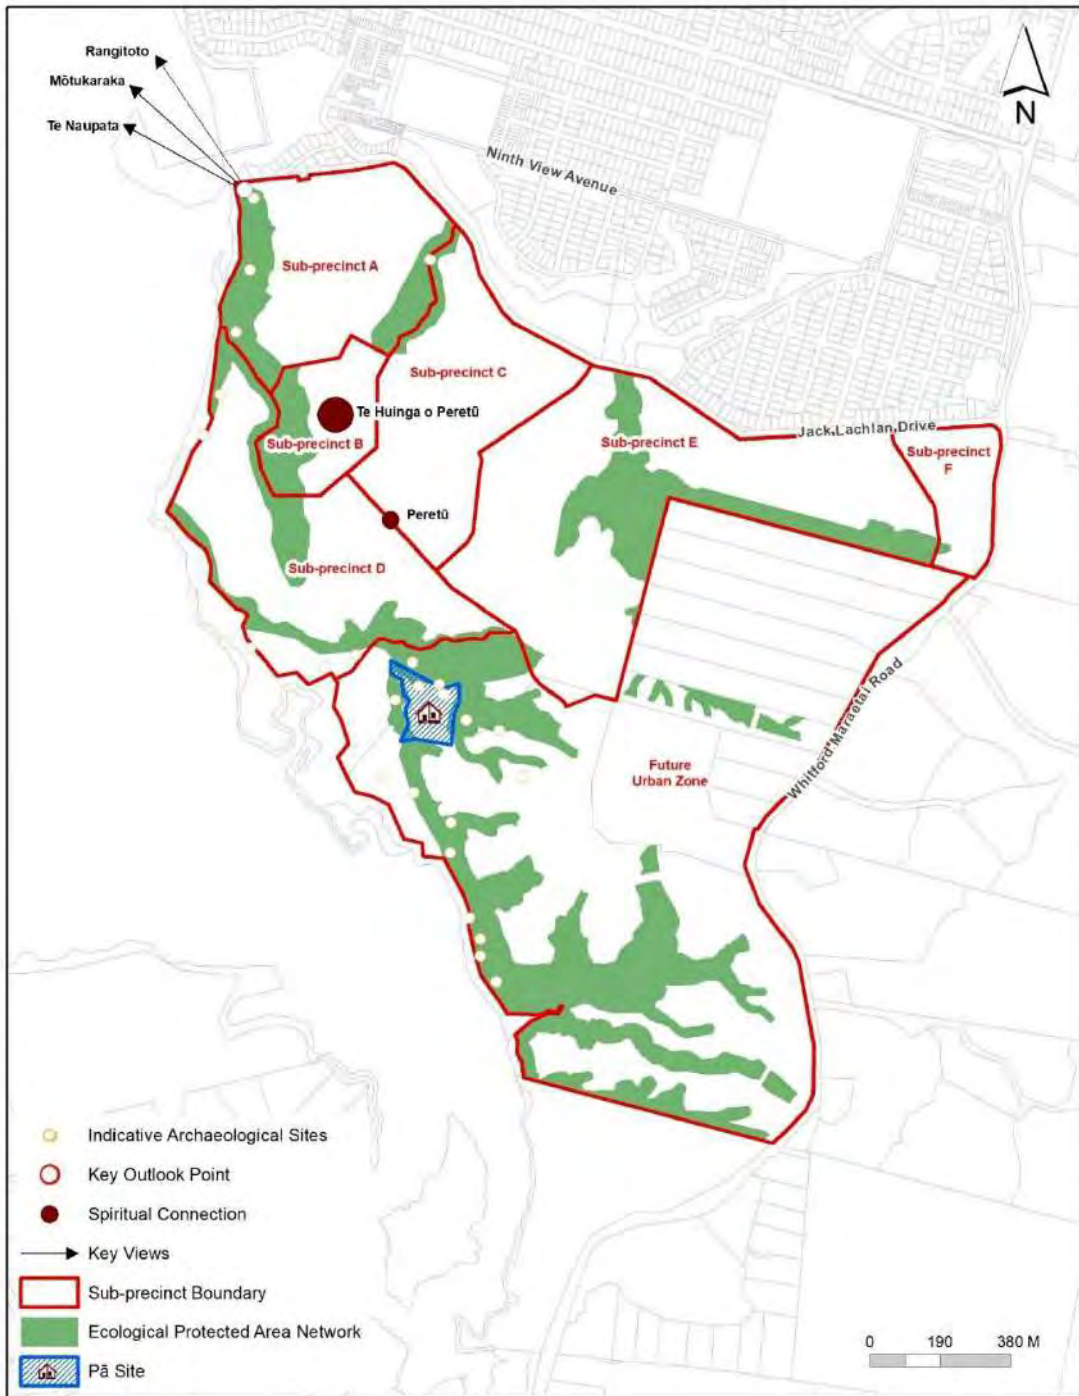 Rangitoto
Mōtukaraka
Te Naupata
N
Ninth View Avenue
Sub-precinct A
Sub-precinct C
Te Huinga o Peretū
Sub-precinct B
Jack Lachlan Drive
Sub-precinct E
Sub-precinct
F
Peretū
Sub-precinct D
Whitford Maraetai Road
Future
Urban Zone
Indicative Archaeological Sites
Key Outlook Point
Spiritual Connection
Key Views
Sub-precinct Boundary
Ecological Protected Area Network
Pā Site
0 190 380 M